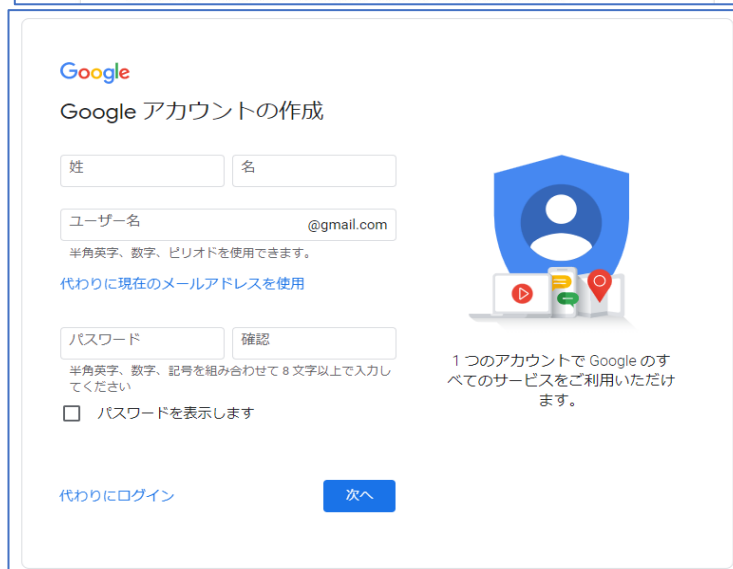 Google
Google アカウントの作成
姓 名
ユーザー名 @gmail.com
半角英字、数字、ピリオドを使用できます。
代わりに現在のメールアドレスを使用
パスワード 確認
半角英字、数字、記号を組み合わせて 8 文字以上で入力し
てください
パスワードを表示します
代わりにログイン 次へ
1 つのアカウントで Google のす
べてのサービスをご利用いただけ
ます。